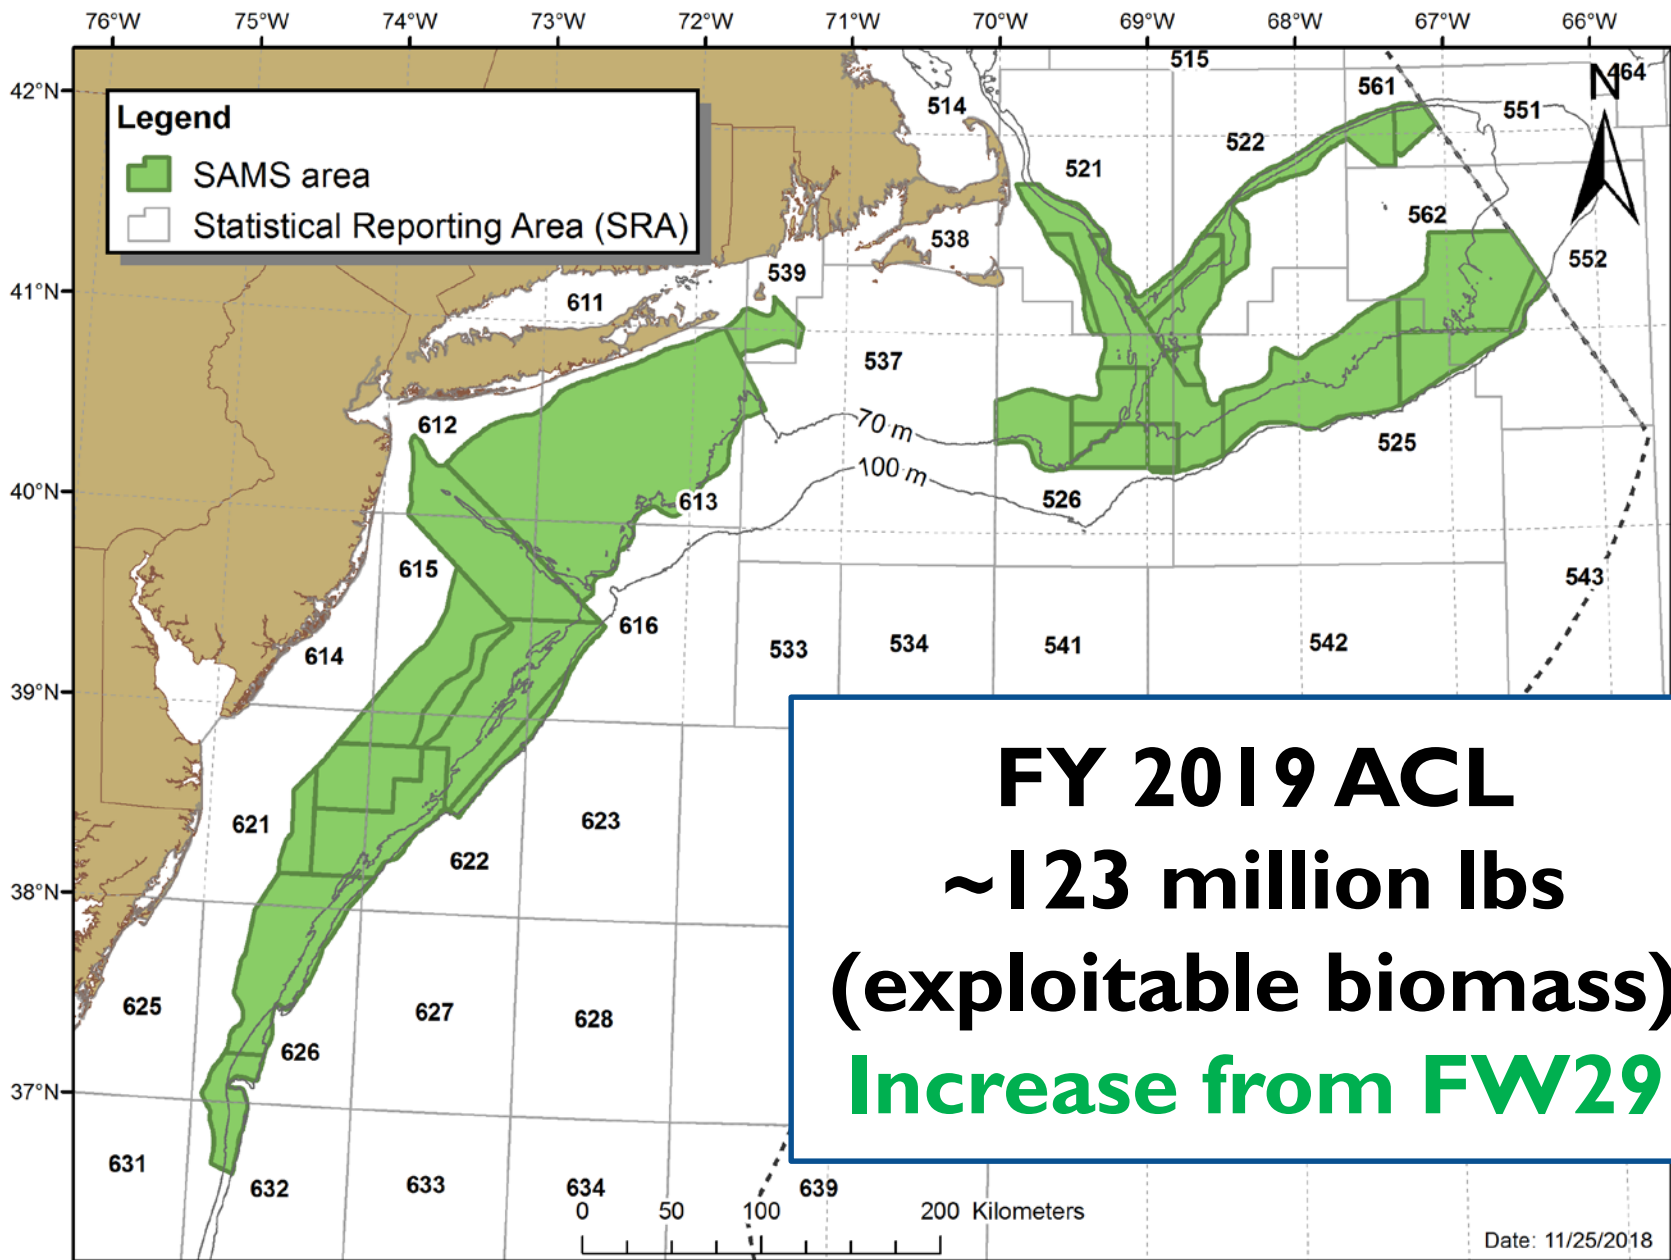 76°W 75°W 74°W 73°W 72°W 71°W 70°W 69°W 68°W 67°W 66°W
42°N
41°N
40°N
39°N
38°N
37°N
Legend
SAMS area
Statistical Reporting Area (SRA)
N
515
464
561
551
514
522
521
562
538
552
539
611
537
612
70 m
525
100 m
613
526
615
543
616
614
533
534
541
542
621
623
622
625
627
628
626
631
632
633
634
639
FY 2019 ACL
~123 million lbs
(exploitable biomass)
Increase from FW29
0 50 100 200 Kilometers
Date: 11/25/2018